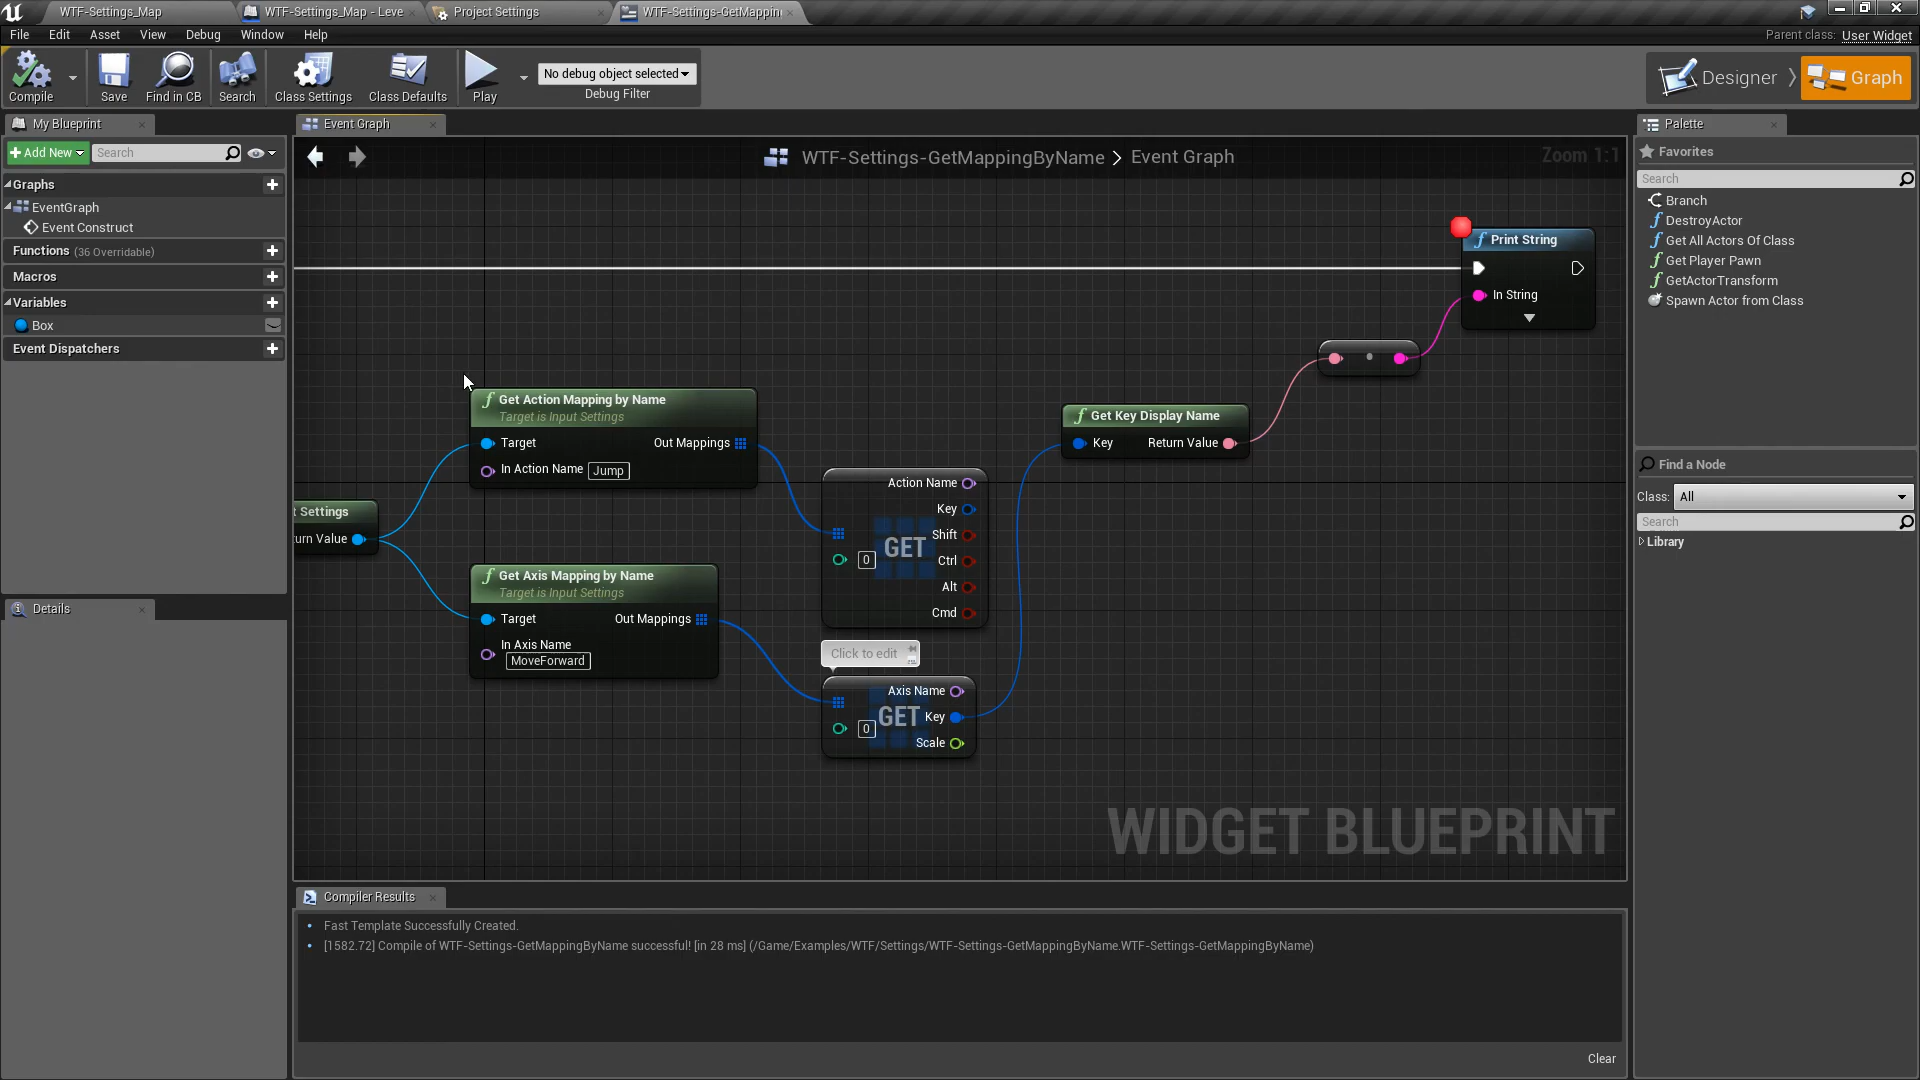 WTF-Settings_Map
WTF-Settings_Map - Leve
Project Settings
WTF-Settings-GetMappin
File Edit Asset View Debug Window Help
Parent class: User Widget
Compile
Save
Find in CB
Search
Class Settings
Class Defaults
Play
No debug object selected
Debug Filter
Designer
Graph
My Blueprint
Add New
Search
Graphs
EventGraph
Event Construct
Functions (36 Overridable)
Macros
Variables
Box
Event Dispatchers
Details
Event Graph
WTF-Settings-GetMappingByName > Event Graph
Zoom 1:1
Print String
In String
Get Action Mapping by Name
Target is Input Settings
Target
Out Mappings
In Action Name Jump
t Settings
urn Value
Get Axis Mapping by Name
Target is Input Settings
Target
Out Mappings
In Axis Name
MoveForward
Action Name
Key
Shift
GET
Ctrl
0
Alt
Cmd
Click to edit
Axis Name
GET
Key
0
Scale
Get Key Display Name
Key
Return Value
WIDGET BLUEPRINT
Compiler Results
Fast Template Successfully Created.
[1582.72] Compile of WTF-Settings-GetMappingByName successful! [in 28 ms] (/Game/Examples/WTF/Settings/WTF-Settings-GetMappingByName.WTF-Settings-GetMappingByName)
Clear
Palette
Favorites
Search
Branch
DestroyActor
Get All Actors Of Class
Get Player Pawn
GetActorTransform
Spawn Actor from Class
Find a Node
Class: All
Search
Library